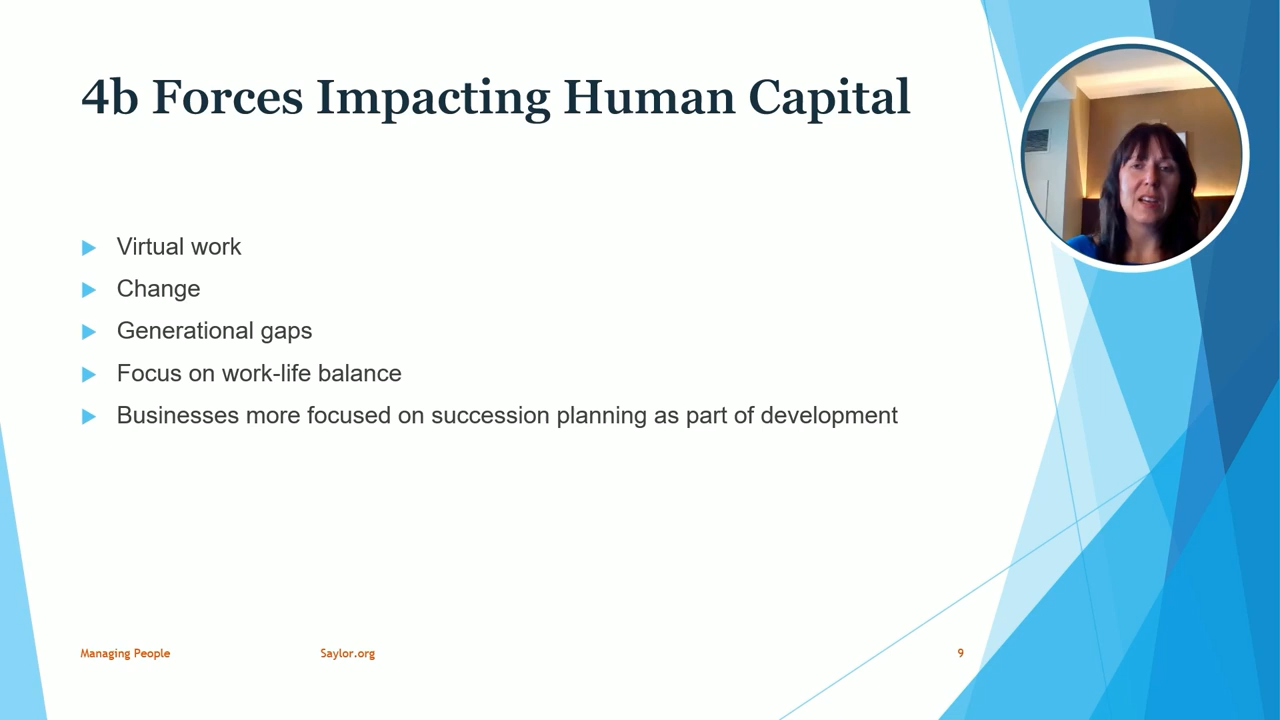 4b Forces Impacting Human Capital
Virtual work
Change
Generational gaps
Focus on work-life balance
Businesses more focused on succession planning as part of development
Managing People
Saylor.org
9